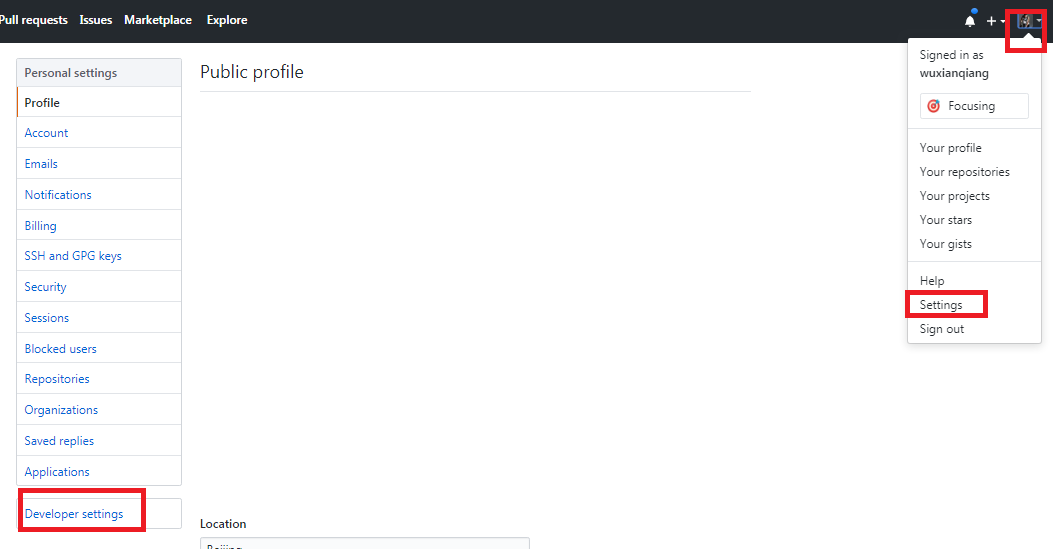 Pull requests Issues Marketplace Explore
Signed in as
wuxianqiang
Focusing
Your profile
Your repositories
Your projects
Your stars
Your gists
Help
Settings
Sign out
Personal settings
Profile
Account
Emails
Notifications
Billing
SSH and GPG keys
Security
Sessions
Blocked users
Repositories
Organizations
Saved replies
Applications
Developer settings
Public profile
Location
Beijing